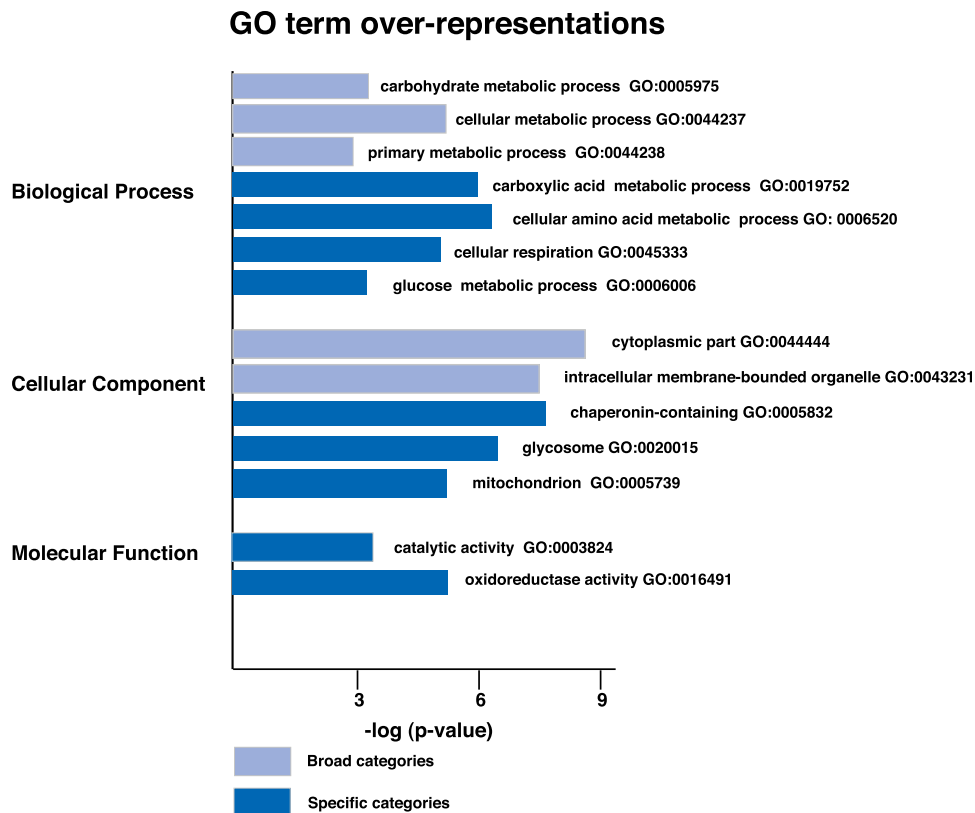 GO term over-representations
carbohydrate metabolic process GO:0005975
cellular metabolic process GO:0044237
primary metabolic process GO:0044238
Biological Process
carboxylic acid metabolic process GO:0019752
cellular amino acid metabolic process GO: 0006520
cellular respiration GO:0045333
glucose metabolic process GO:0006006
cytoplasmic part GO:0044444
Cellular Component
intracellular membrane-bounded organelle GO:0043231
chaperonin-containing GO:0005832
glycosome GO:0020015
mitochondrion GO:0005739
Molecular Function
catalytic activity GO:0003824
oxidoreductase activity GO:0016491
3 6 9
-log (p-value)
Broad categories
Specific categories